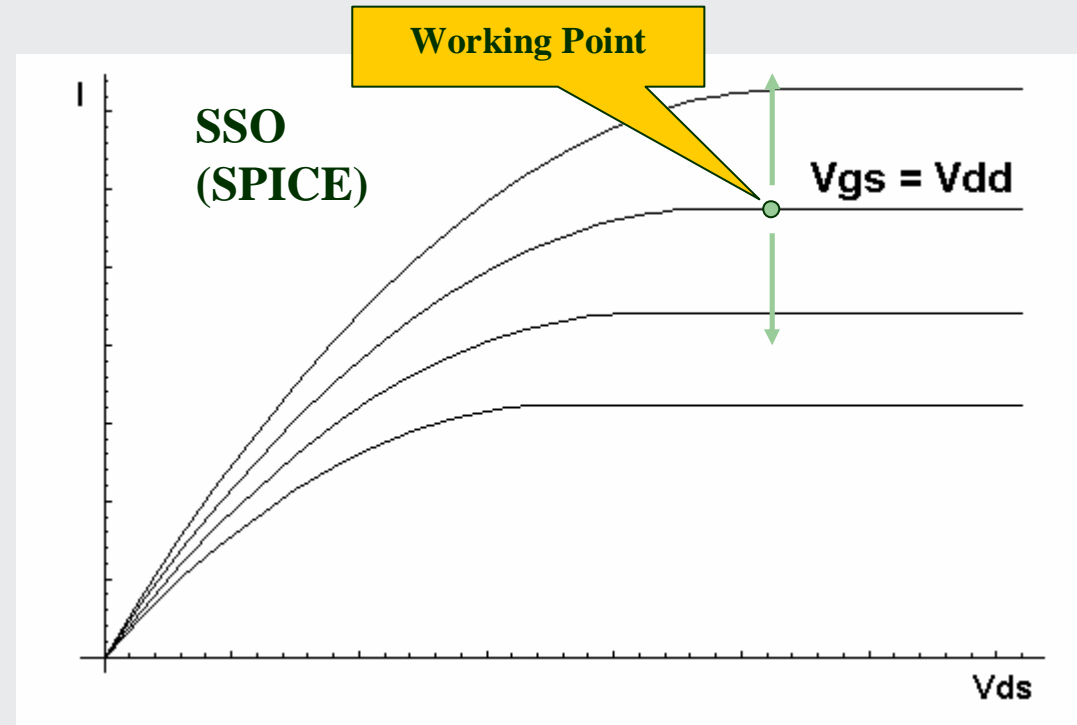 Working Point
I
SSO
(SPICE)
Vgs = Vdd
Vds